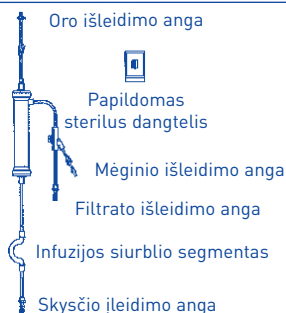 Oro išleidimo anga
Papildomas
sterilus dangtelis
Mėginio išleidimo anga
Filtrato išleidimo anga
Infuzijos siurblio segmentas
Skysčio įleidimo anga